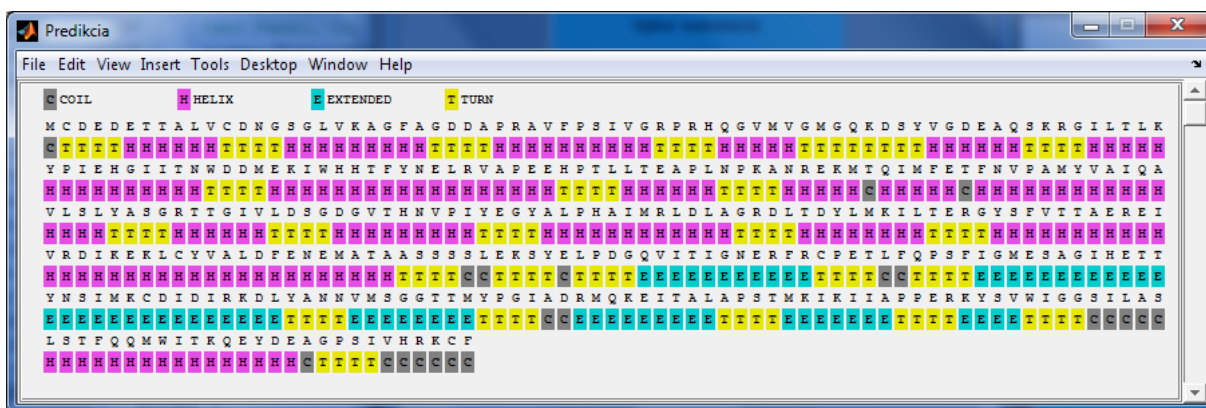 Predikcia
File Edit View Insert Tools Desktop Window Help
C COIL H HELIX E EXTENDED T TURN
M C D E D E T T A L V C D N G S G L V K A G F A G D D A P R A V F P S I V G R P R H Q G V M V G M G Q K D S Y V G D E A Q S K R G I L T L K
C T T T T H H H H H H T T T T H H H H H H H H H T T T T H H H H H H H H H H T T T T H H H H H T T T T T T T T H H H H H H T T T T H H H H H
Y P I E H G I I T N W D D M E K I W H H T F Y N E L R V A P E E H P T L L T E A P L N P K A N R E K M T Q I M F E T F N V P A M Y V A I Q A
H H H H H H H H H H T T T T H H H H H H H H H H H H H H H H H H T T T T H H H H H H T T T T H H H H H C H H H H H C H H H H H H H H H H H H
V L S L Y A S G R T T G I V L D S G D G V T H N V P I Y E G Y A L P H A I M R L D L A G R D L T D Y L M K I L T E R G Y S F V T T A E R E I
H H H H T T T T H H H H H H T T T T H H H H H H H H H T T T T H H H H H H H H H H H H T T T T H H H H H H H H T T T T H H H H H H H H H H H
V R D I K E K L C Y V A L D F E N E M A T A A S S S S L E K S Y E L P D G Q V I T I G N E R F R C P E T L F Q P S F I G M E S A G I H E T T
H H H H H H H H H H H H H H H H H H H H H H T T T T C C T T T T C T T T T E E E E E E E E E E E T T T T C C T T T T E E E E E E E E E E E E
Y N S I M K C D I D I R K D L Y A N N V M S G G T T M Y P G I A D R M Q K E I T A L A P S T M K I K I I A P P E R K Y S V W I G G S I L A S
E E E E E E E E E E E E E E E T T T T E E E E E E E E T T T T C C E E E E E E E E E T T T T E E E E E E E T T T T E E E E T T T T C C C C C
L S T F Q Q M W I T K Q E Y D E A G P S I V H R K C F
H H H H H H H H H H H H H H H H C T T T T C C C C C C